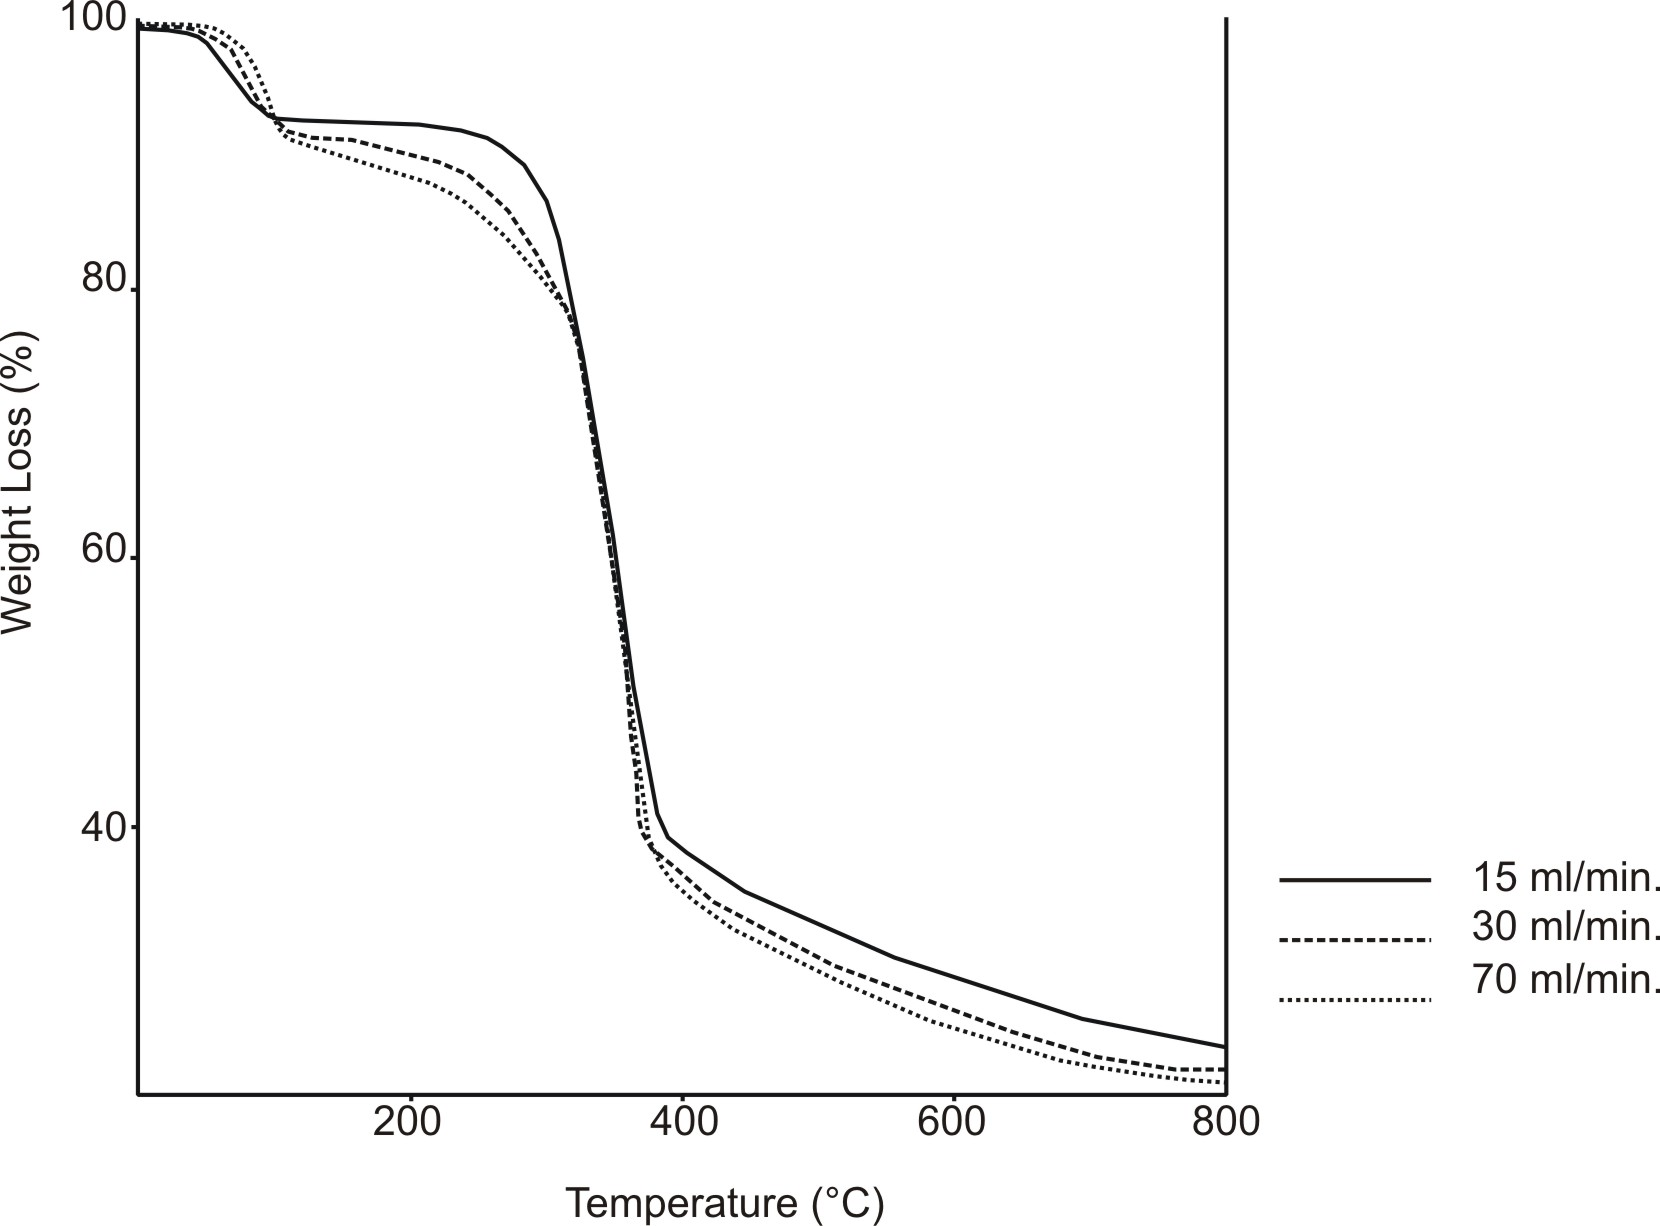 100
80
60
40
Weight Loss (%)
200 400 600 800
Temperature (°C)
15 ml/min.
30 ml/min.
70 ml/min.